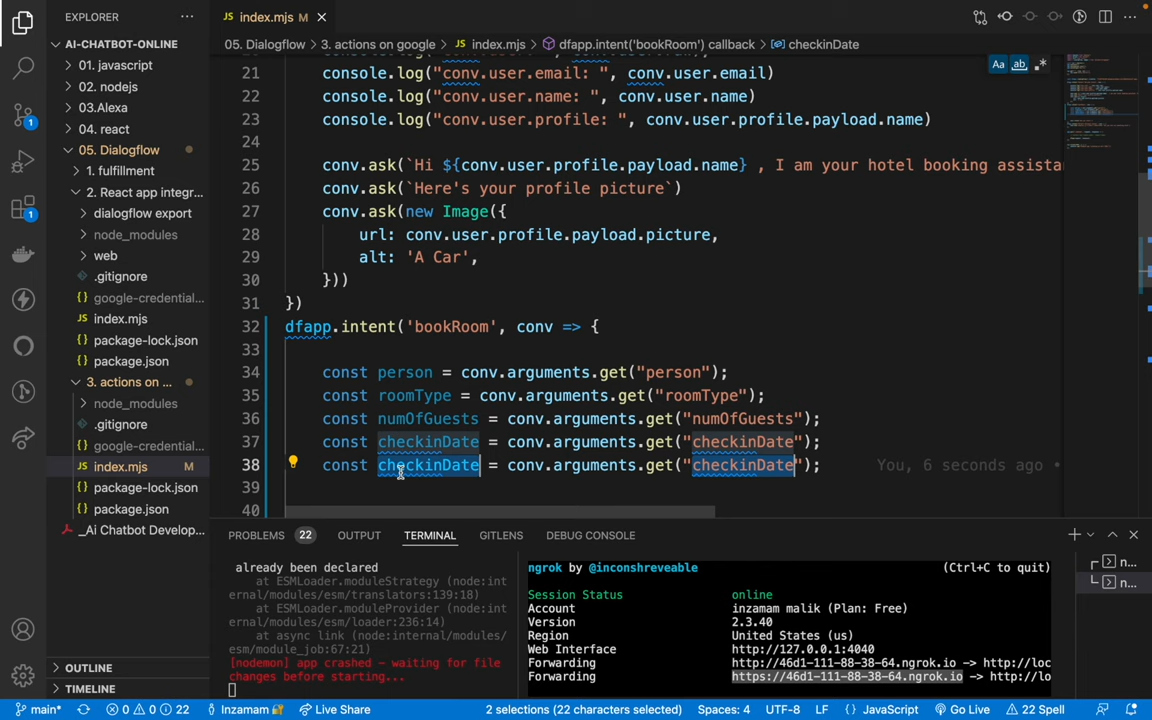 EXPLORER
index.mjs M
AI-CHATBOT-ONLINE
05. Dialogflow > 3. actions on google > index.mjs > dfapp.intent('bookRoom') callback > checkinDate
01. javascript
02. nodejs
03.Alexa
04. react
05. Dialogflow
1. fulfillment
2. React app integr...
dialogflow export
node_modules
web
.gitignore
google-credential...
index.mjs
package-lock.json
package.json
3. actions on ...
node_modules
.gitignore
google-credential...
index.mjs M
package-lock.json
package.json
_Ai Chatbot Develop...
OUTLINE
TIMELINE
21 console.log("conv.user.email: ", conv.user.email)
22 console.log("conv.user.name: ", conv.user.name)
23 console.log("conv.user.profile: ", conv.user.profile.payload.name)
24
25 conv.ask(`Hi ${conv.user.profile.payload.name} , I am your hotel booking assista
26 conv.ask(`Here's your profile picture`)
27 conv.ask(new Image({
28 url: conv.user.profile.payload.picture,
29 alt: 'A Car',
30 }))
31 })
32 dfapp.intent('bookRoom', conv => {
33
34 const person = conv.arguments.get("person");
35 const roomType = conv.arguments.get("roomType");
36 const numOfGuests = conv.arguments.get("numOfGuests");
37 const checkinDate = conv.arguments.get("checkinDate");
38 const checkinDate = conv.arguments.get("checkinDate"); You, 6 seconds ago •
39
40
PROBLEMS 22 OUTPUT TERMINAL GITLENS DEBUG CONSOLE
already been declared
at ESMLoader.moduleStrategy (node:int
ernal/modules/esm/translators:139:18)
at ESMLoader.moduleProvider (node:int
ernal/modules/esm/loader:236:14)
at async link (node:internal/modules/
esm/module_job:67:21)
[nodemon] app crashed - waiting for file
changes before starting...
ngrok by @inconshreveable (Ctrl+C to quit)
Session Status online
Account inzamam malik (Plan: Free)
Version 2.3.40
Region United States (us)
Web Interface http://127.0.0.1:4040
Forwarding http://46d1-111-88-38-64.ngrok.io -> http://loc
Forwarding https://46d1-111-88-38-64.ngrok.io -> http://lo
n...
n...
main* 0 0 22 Inzamam Live Share 2 selections (22 characters selected) Spaces: 4 UTF-8 LF JavaScript Go Live 22 Spell